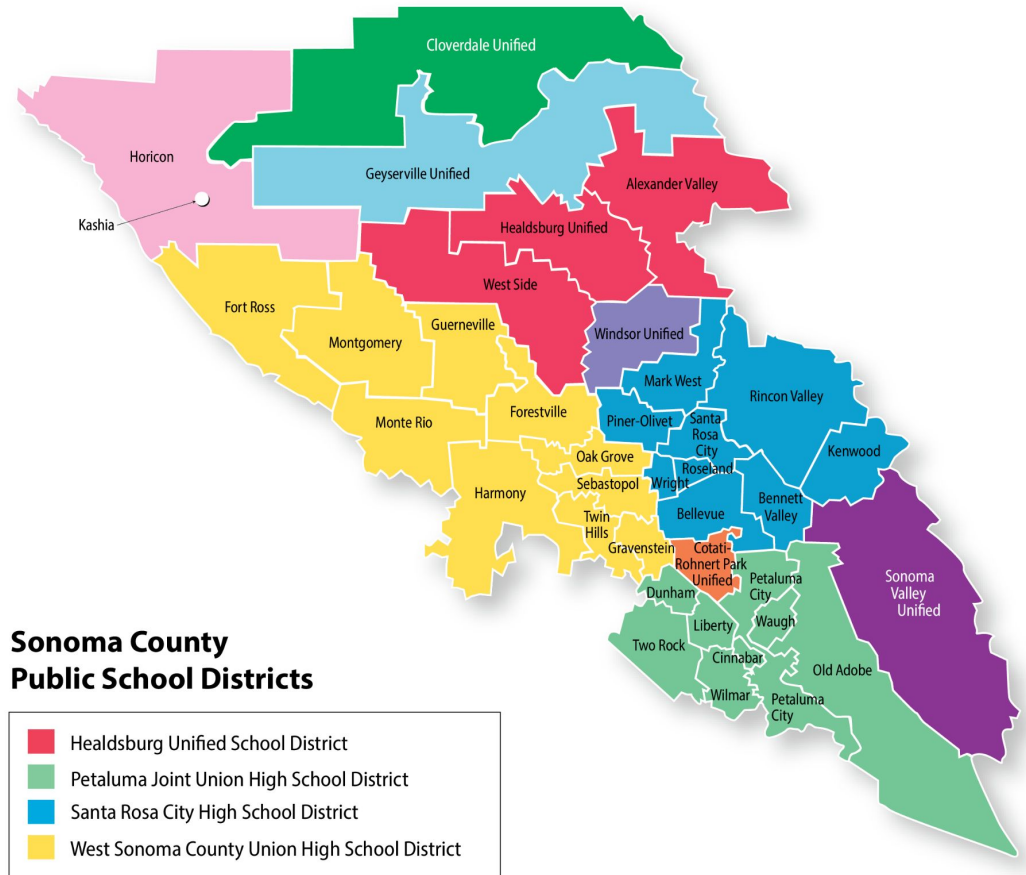 Cloverdale Unified
Horicon
Geyserville Unified
Alexander Valley
Kashia
Healdsburg Unified
West Side
Fort Ross
Guerneville
Windsor Unified
Montgomery
Mark West
Rincon Valley
Forestville
Monte Rio
Piner-Olivet
Santa
Rosa
City
Kenwood
Oak Grove
Roseland
Sebastopol
Wright
Harmony
Bennett
Valley
Twin
Hills
Bellevue
Gravenstein
Cotati-
Rohnert Park
Unified
Sonoma
Valley
Unified
Petaluma
City
Dunham
Liberty
Waugh
Two Rock
Cinnabar
Old Adobe
Wilmar
Petaluma
City
Sonoma County
Public School Districts
Healdsburg Unified School District
Petaluma Joint Union High School District
Santa Rosa City High School District
West Sonoma County Union High School District